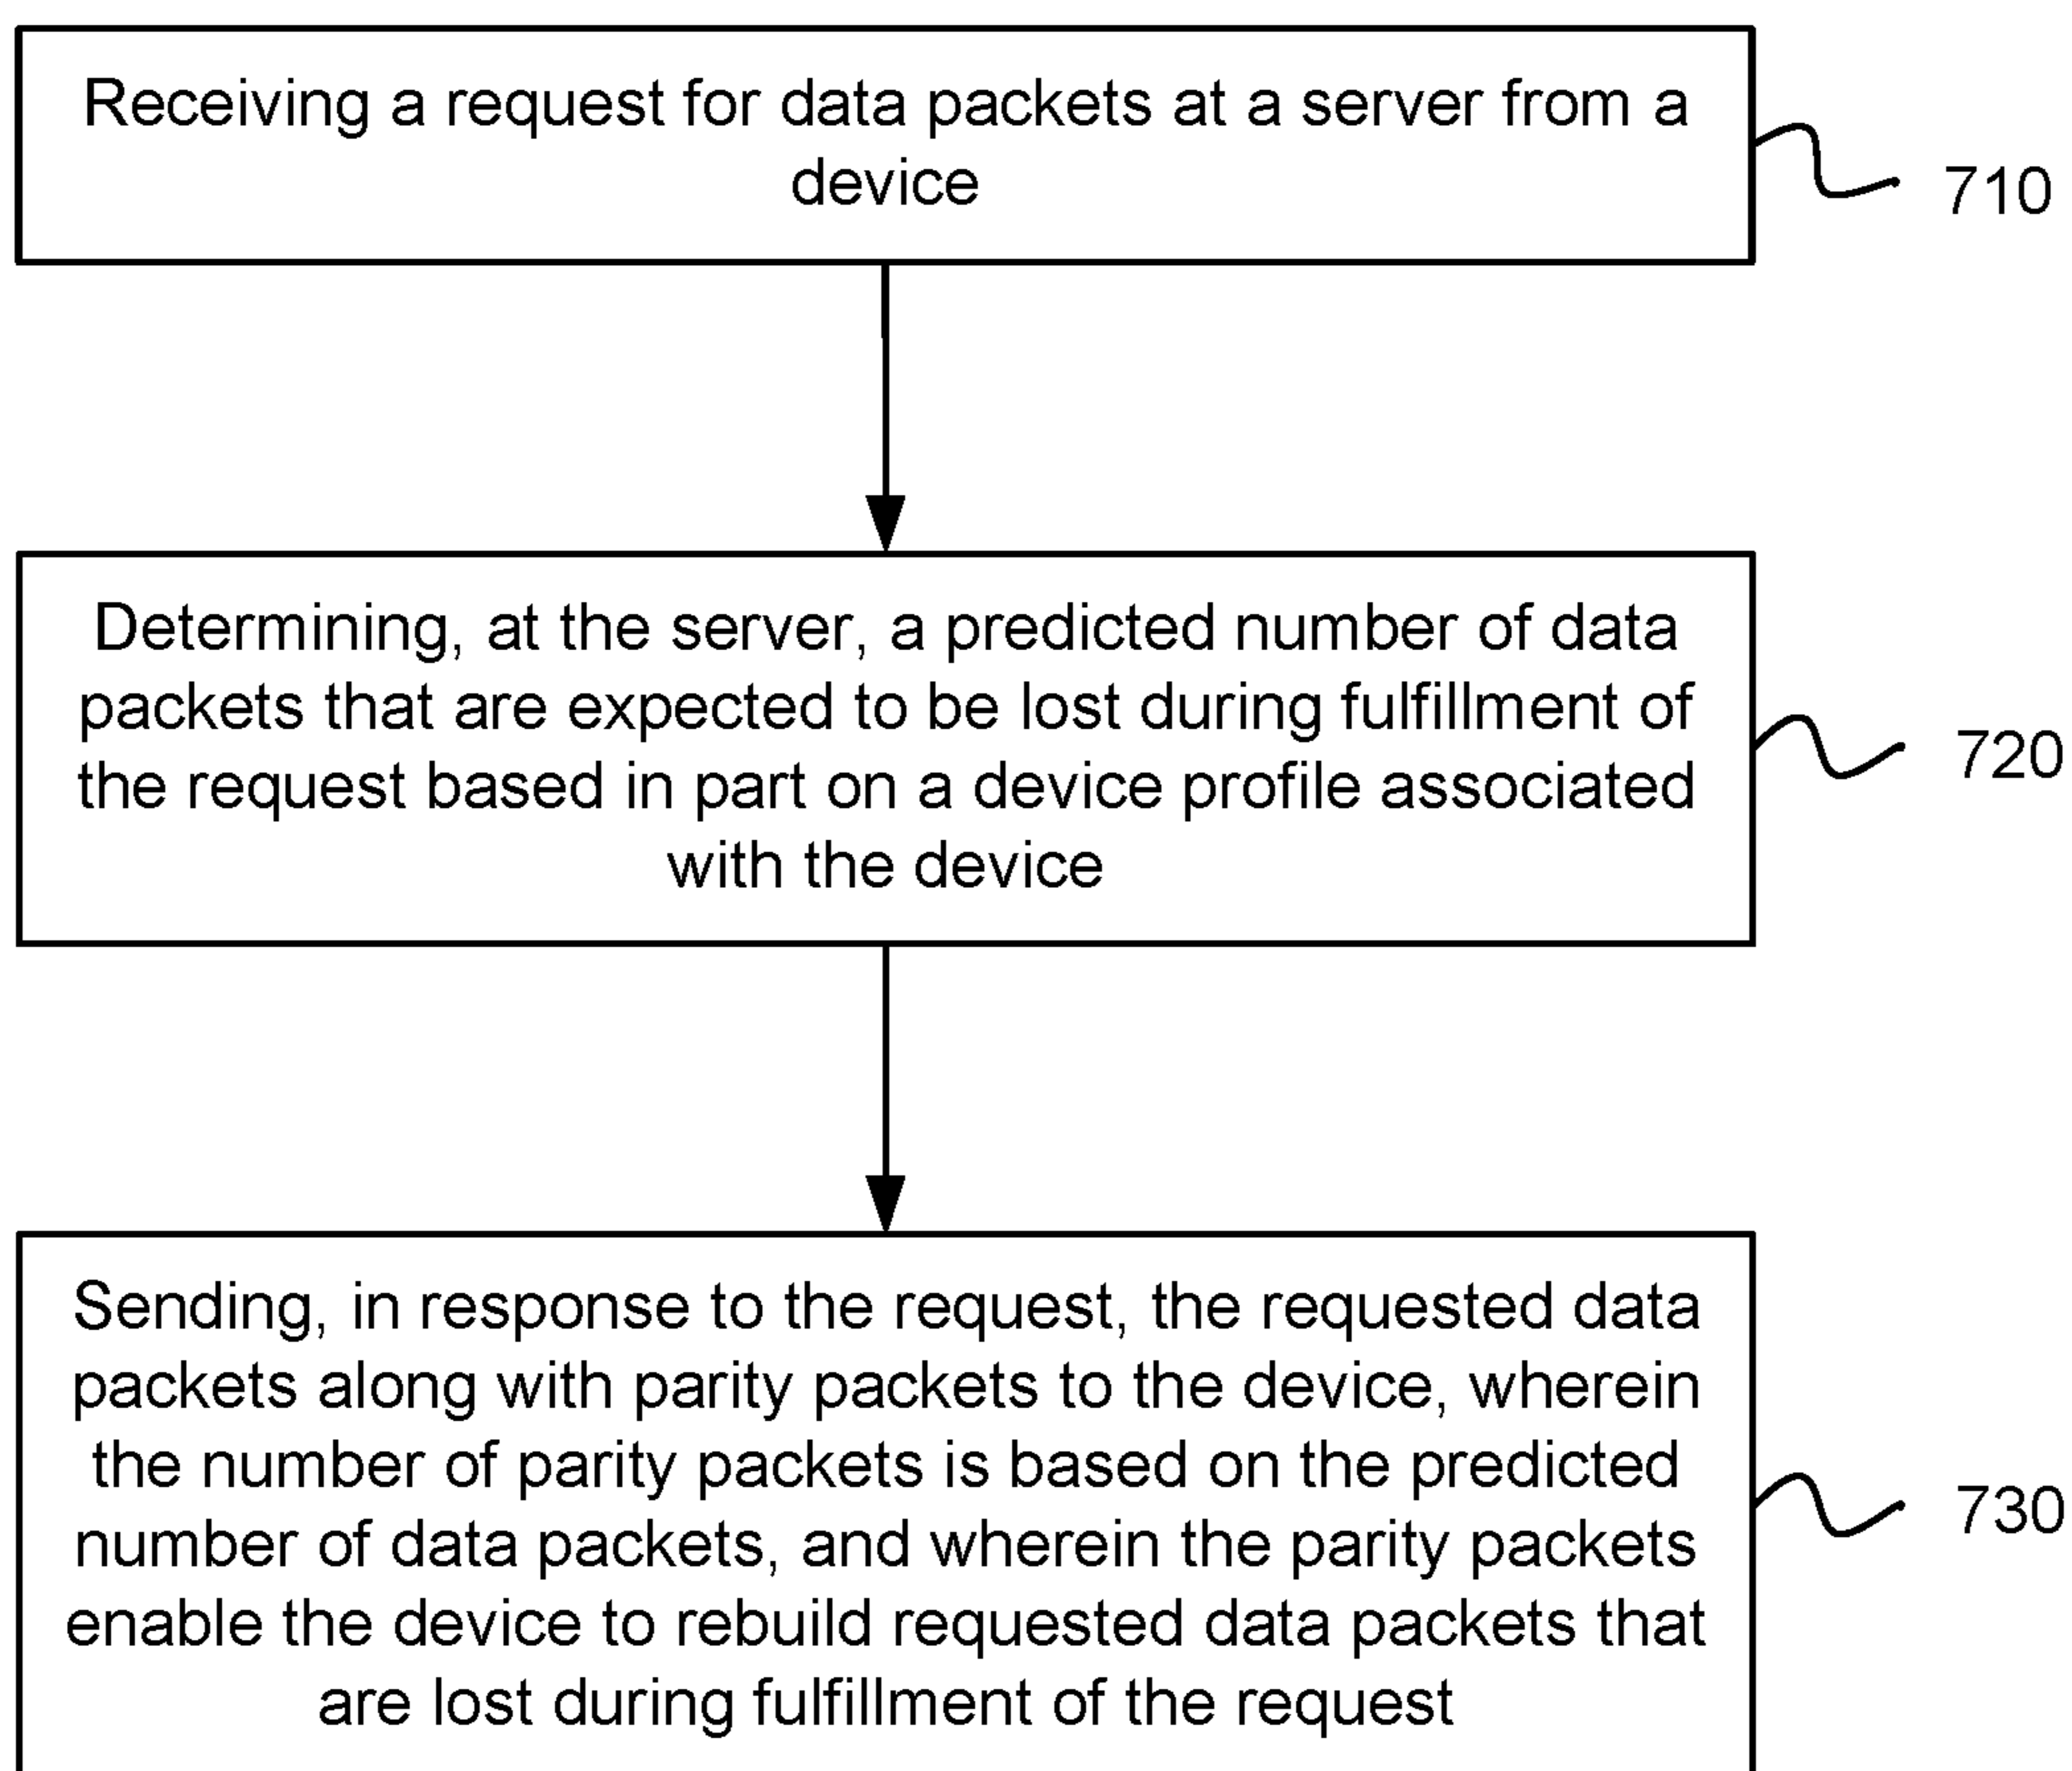 Receiving a request for data packets at a server from a
device
710
Determining, at the server, a predicted number of data
packets that are expected to be lost during fulfillment of
the request based in part on a device profile associated
with the device
720
Sending, in response to the request, the requested data
packets along with parity packets to the device, wherein
the number of parity packets is based on the predicted
number of data packets, and wherein the parity packets
enable the device to rebuild requested data packets that
are lost during fulfillment of the request
730